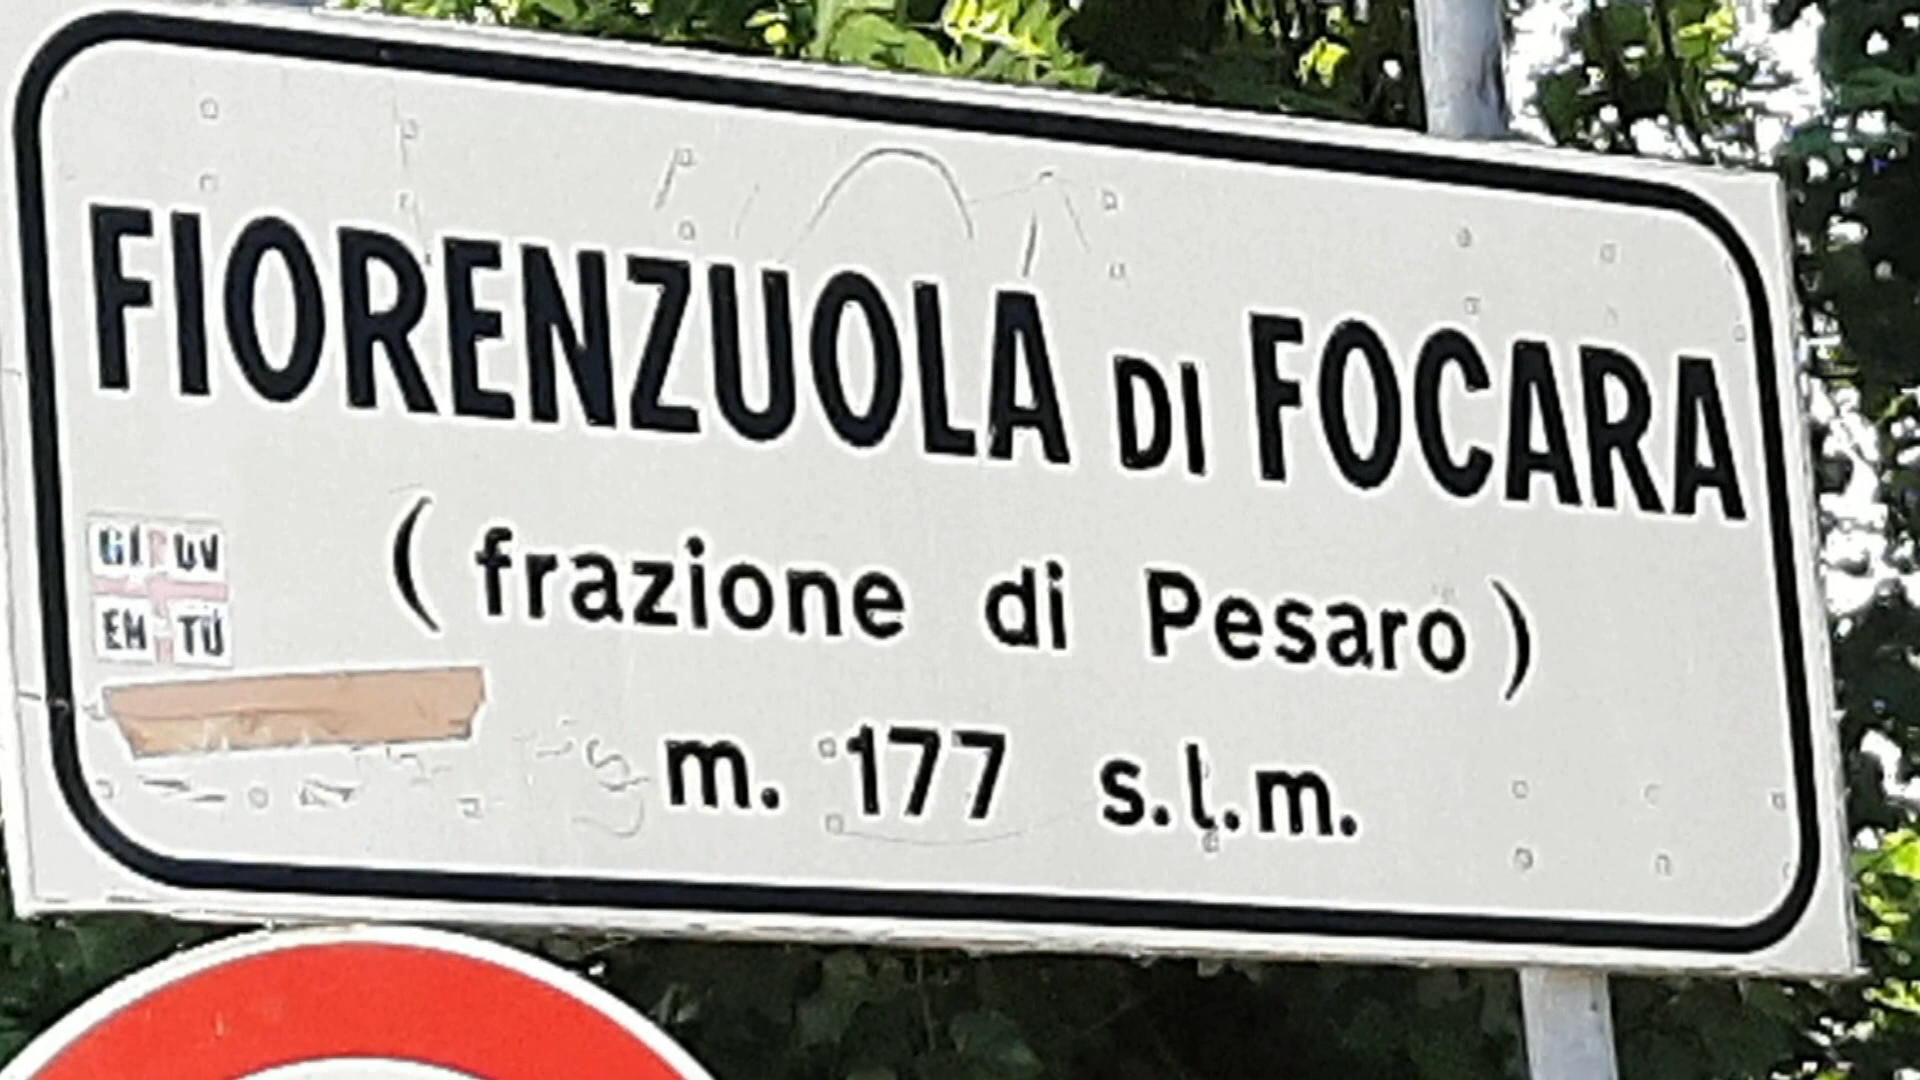 FIORENZUOLA DI FOCARA
( frazione di Pesaro )
m. 177 s.l.m.